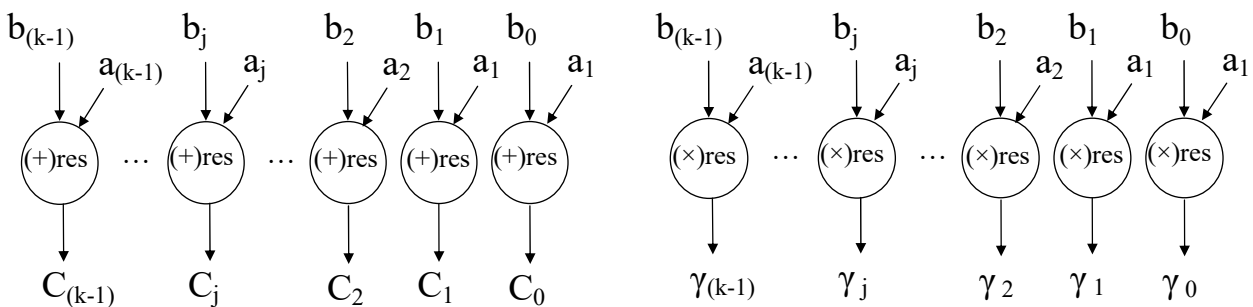 b(k-1) bj b2 b1 b0 b(k-1) bj b2 b1 b0
a(k-1) aj a2 a1 a1 a(k-1) aj a2 a1 a1
(+)res … (+)res … (+)res (+)res (+)res (×)res … (×)res … (×)res (×)res (×)res
C(k-1) Cj C2 C1 C0 γ(k-1) γj γ2 γ1 γ0